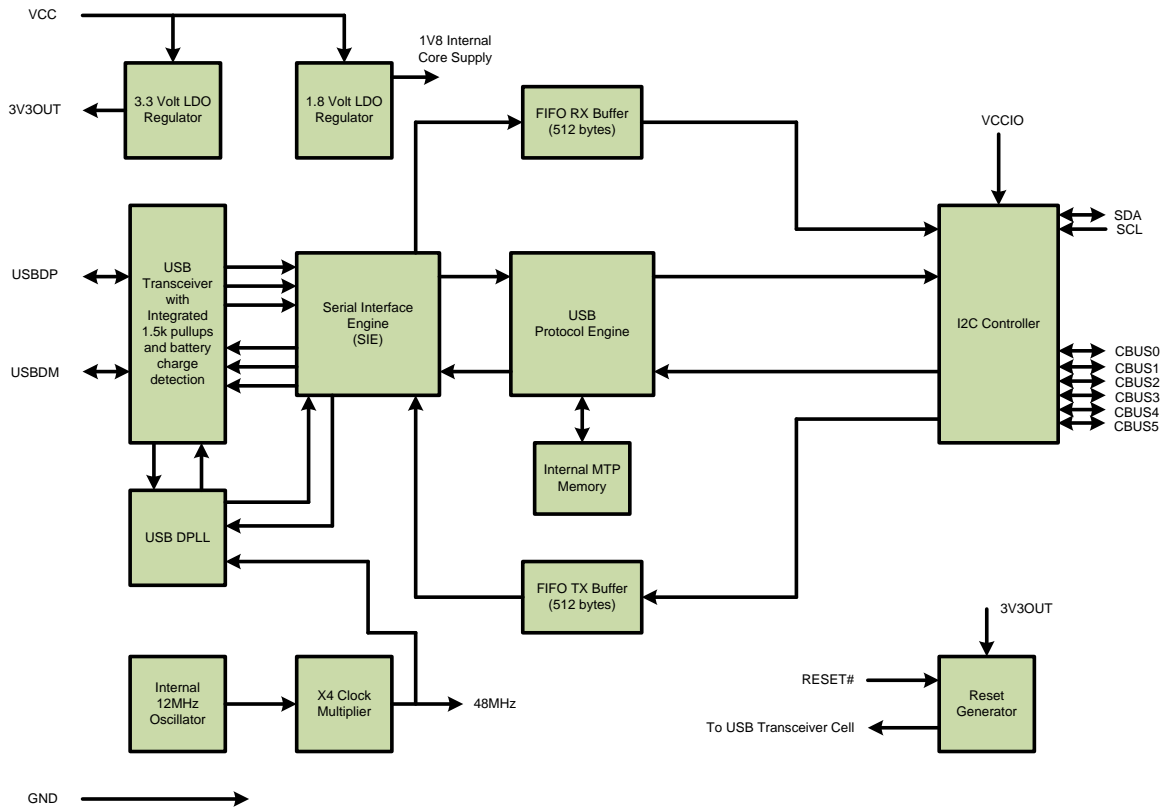 VCC
1V8 Internal
Core Supply
3V3OUT
3.3 Volt LDO
Regulator
1.8 Volt LDO
Regulator
FIFO RX Buffer
(512 bytes)
VCCIO
SDA
SCL
USBDP
USBDM
USB
Transceiver
with
Integrated
1.5k pullups
and battery
charge
detection
Serial Interface
Engine
(SIE)
USB
Protocol Engine
I2C Controller
CBUS0
CBUS1
CBUS2
CBUS3
CBUS4
CBUS5
Internal MTP
Memory
USB DPLL
FIFO TX Buffer
(512 bytes)
3V3OUT
Internal
12MHz
Oscillator
X4 Clock
Multiplier
48MHz
RESET#
Reset
Generator
To USB Transceiver Cell
GND